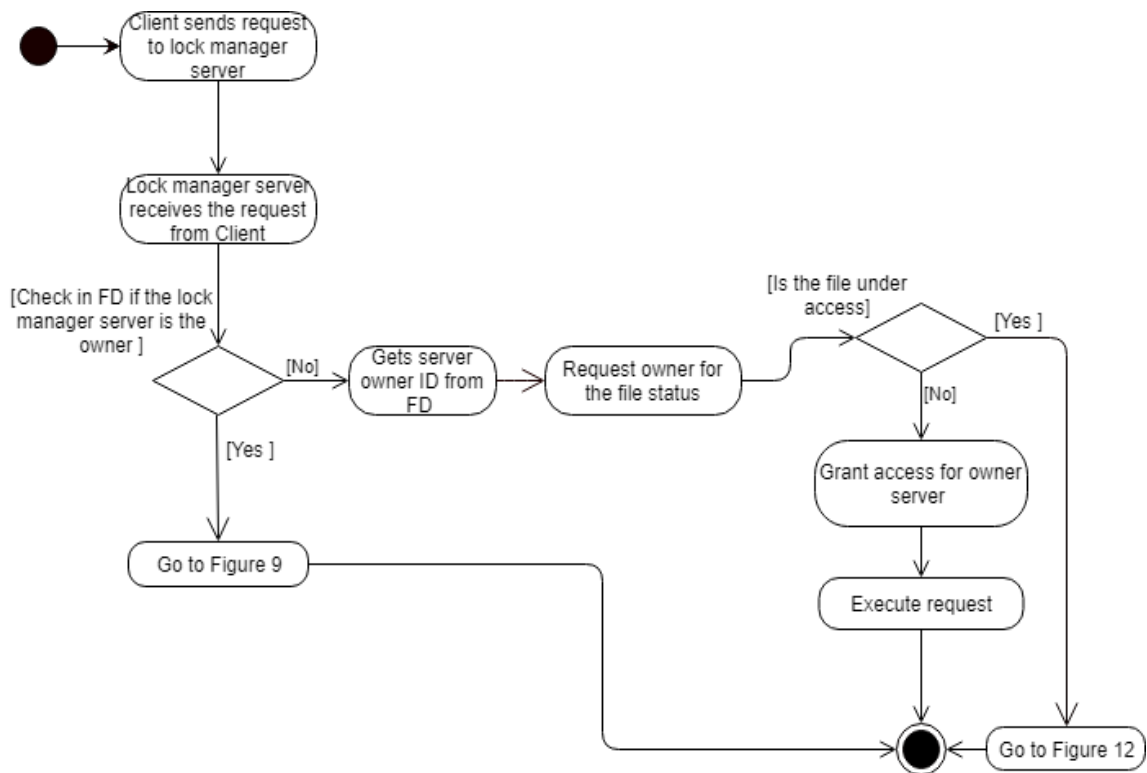 Client sends request
to lock manager
server
Lock manager server
receives the request
from Client
[Check in FD if the lock
manager server is the
owner ]
[No]
Gets server
owner ID from
FD
Request owner for
the file status
[Is the file under
access]
[Yes ]
[No]
Grant access for owner
server
Execute request
[Yes ]
Go to Figure 9
Go to Figure 12